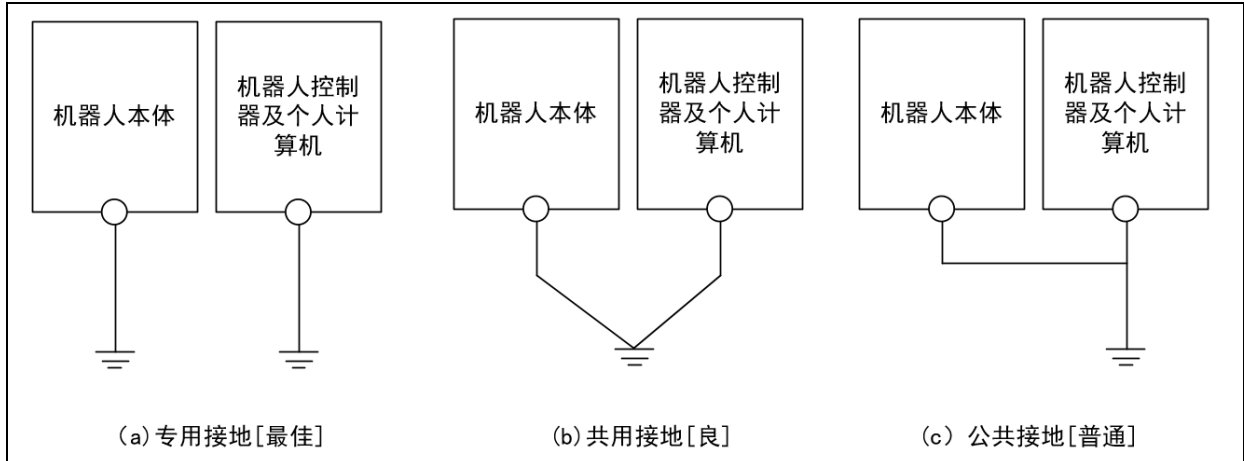 机器人本体
机器人控制
器及个人计
算机
机器人本体
机器人控制
器及个人计
算机
机器人本体
机器人控制
器及个人计
算机
(a)专用接地[最佳]
(b)共用接地[良]
(c) 公共接地[普通]